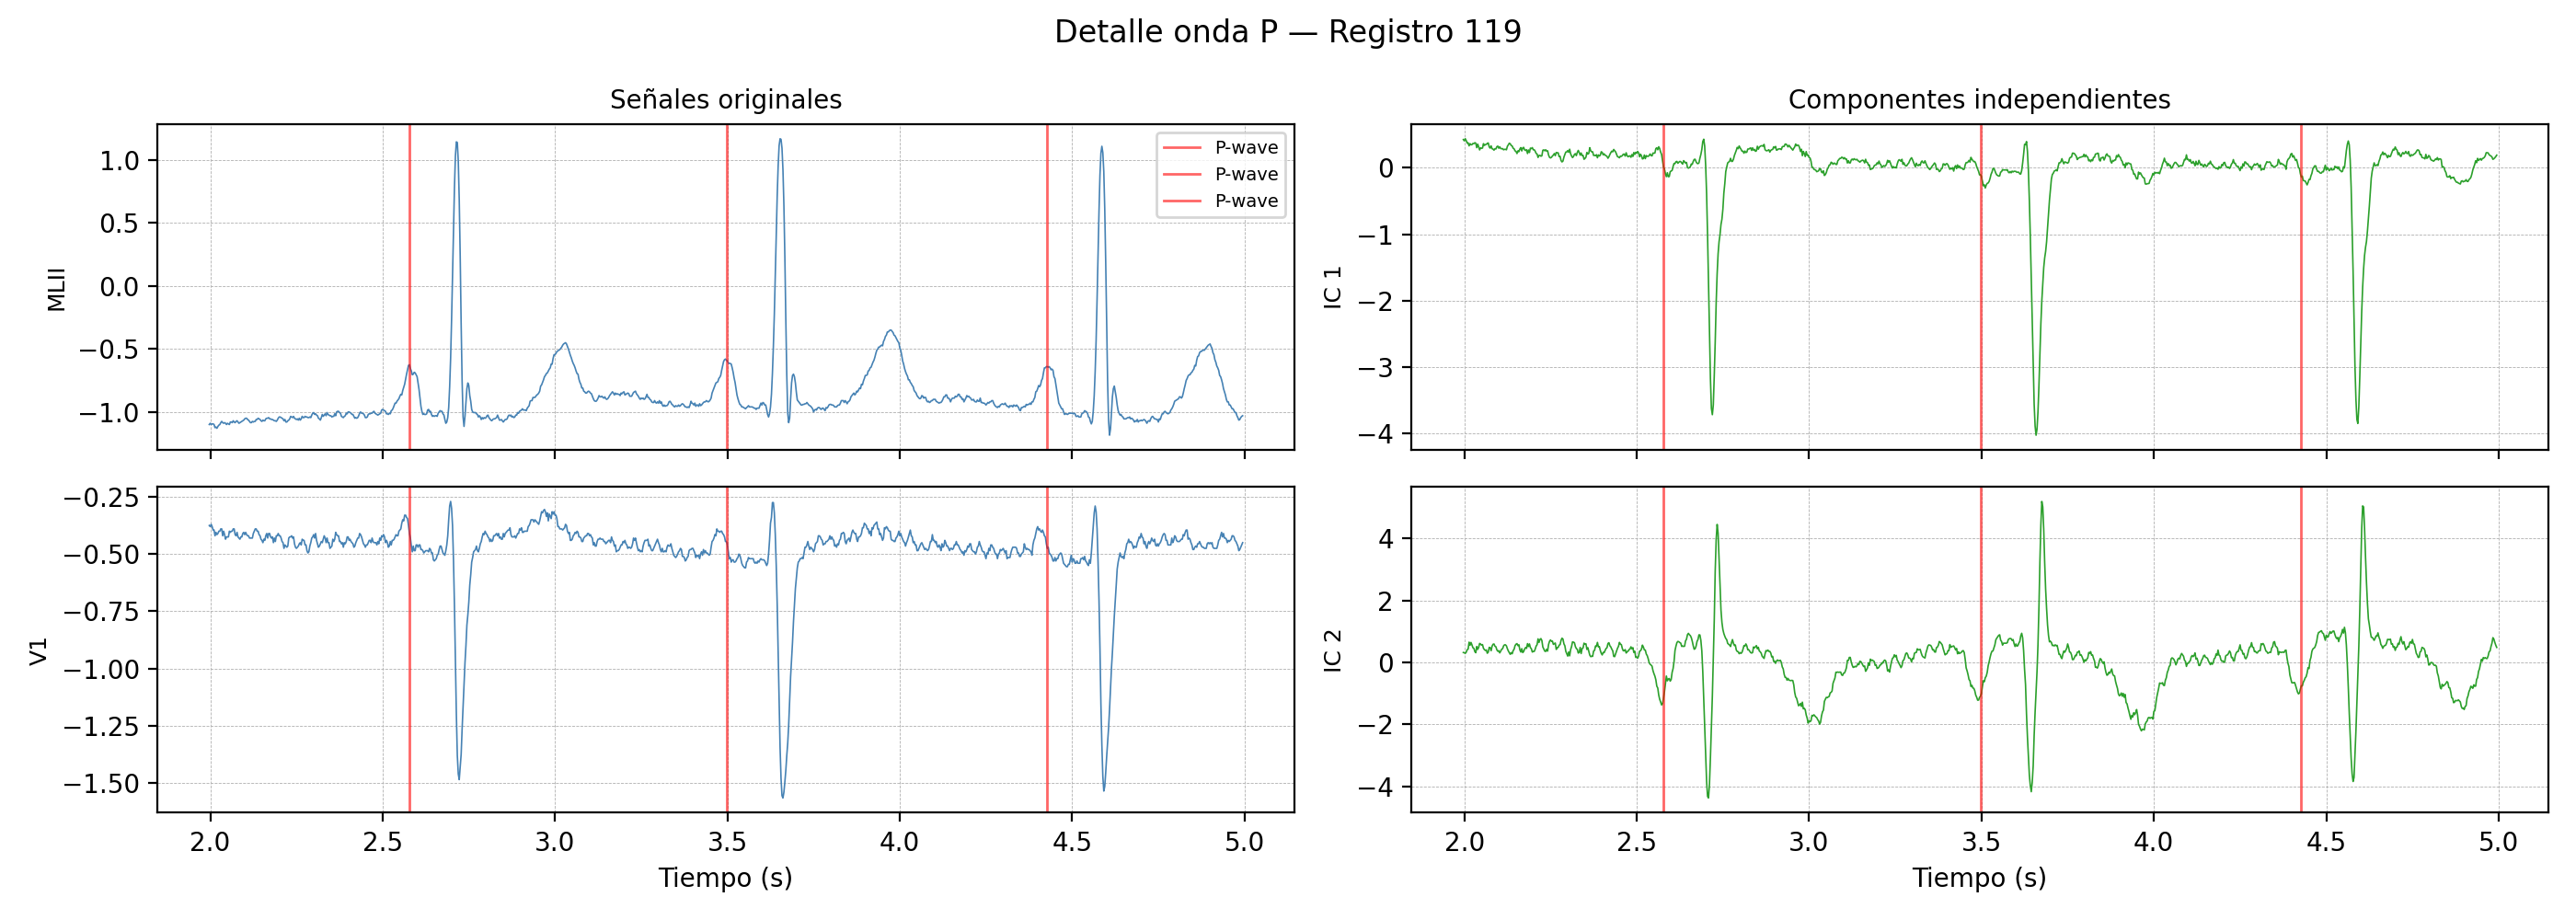 Detalle onda P — Registro 119
Señales originales
MLII
1.0
0.5
0.0
−0.5
−1.0
P-wave
P-wave
P-wave
Componentes independientes
IC 1
0
−1
−2
−3
−4
V1
−0.25
−0.50
−0.75
−1.00
−1.25
−1.50
2.0 2.5 3.0 3.5 4.0 4.5 5.0
Tiempo (s)
IC 2
4
2
0
−2
−4
2.0 2.5 3.0 3.5 4.0 4.5 5.0
Tiempo (s)